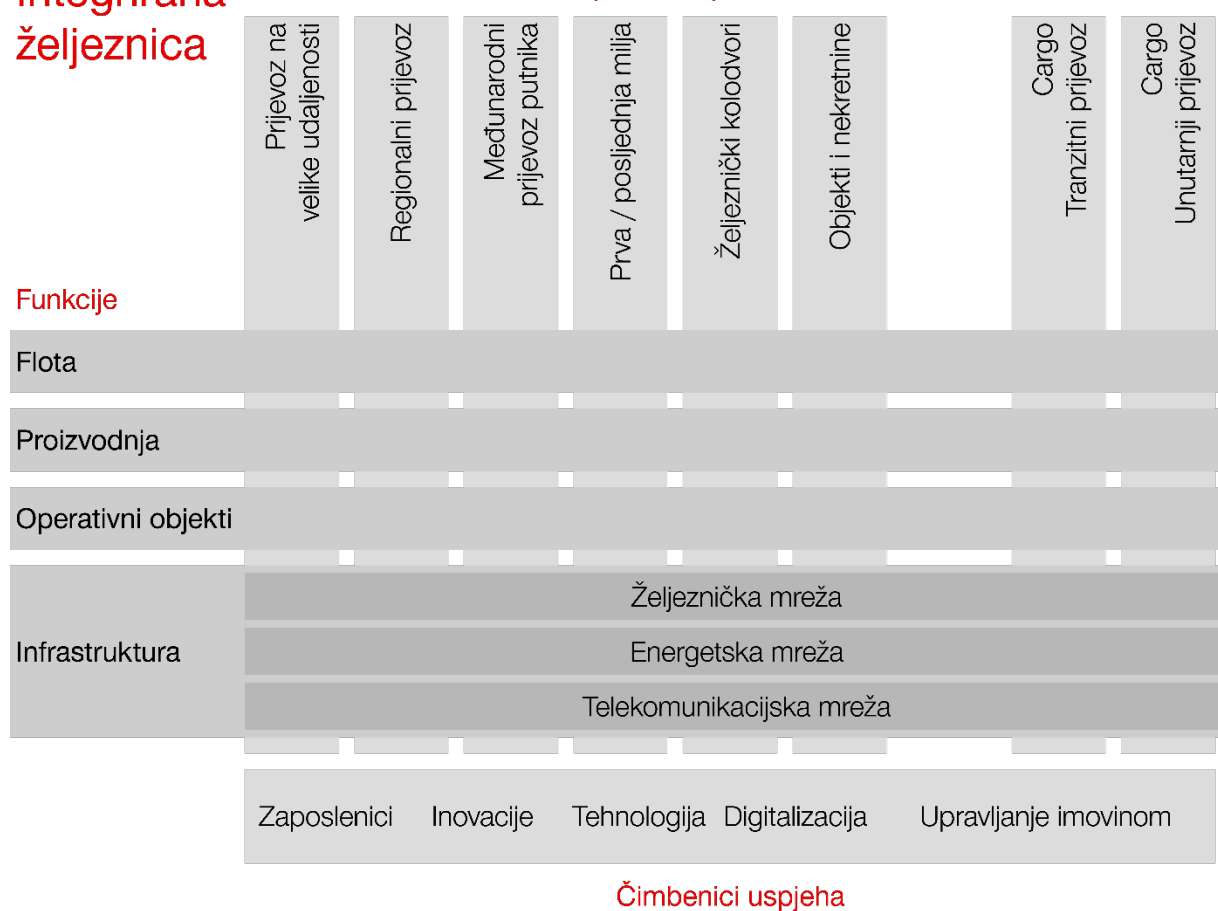 Integrirana
željeznica
Prijevoz na
velike udaljenosti
Regionalni prijevoz
Međunarodni
prijevoz putnika
Prva / posljednja milja
Željeznički kolodvori
Objekti i nekretnine
Cargo
Tranzitni prijevoz
Cargo
Unutarnji prijevoz
Funkcije
Flota
Proizvodnja
Operativni objekti
Infrastruktura
Željeznička mreža
Energetska mreža
Telekomunikacijska mreža
Zaposlenici Inovacije Tehnologija Digitalizacija Upravljanje imovinom
Čimbenici uspjeha